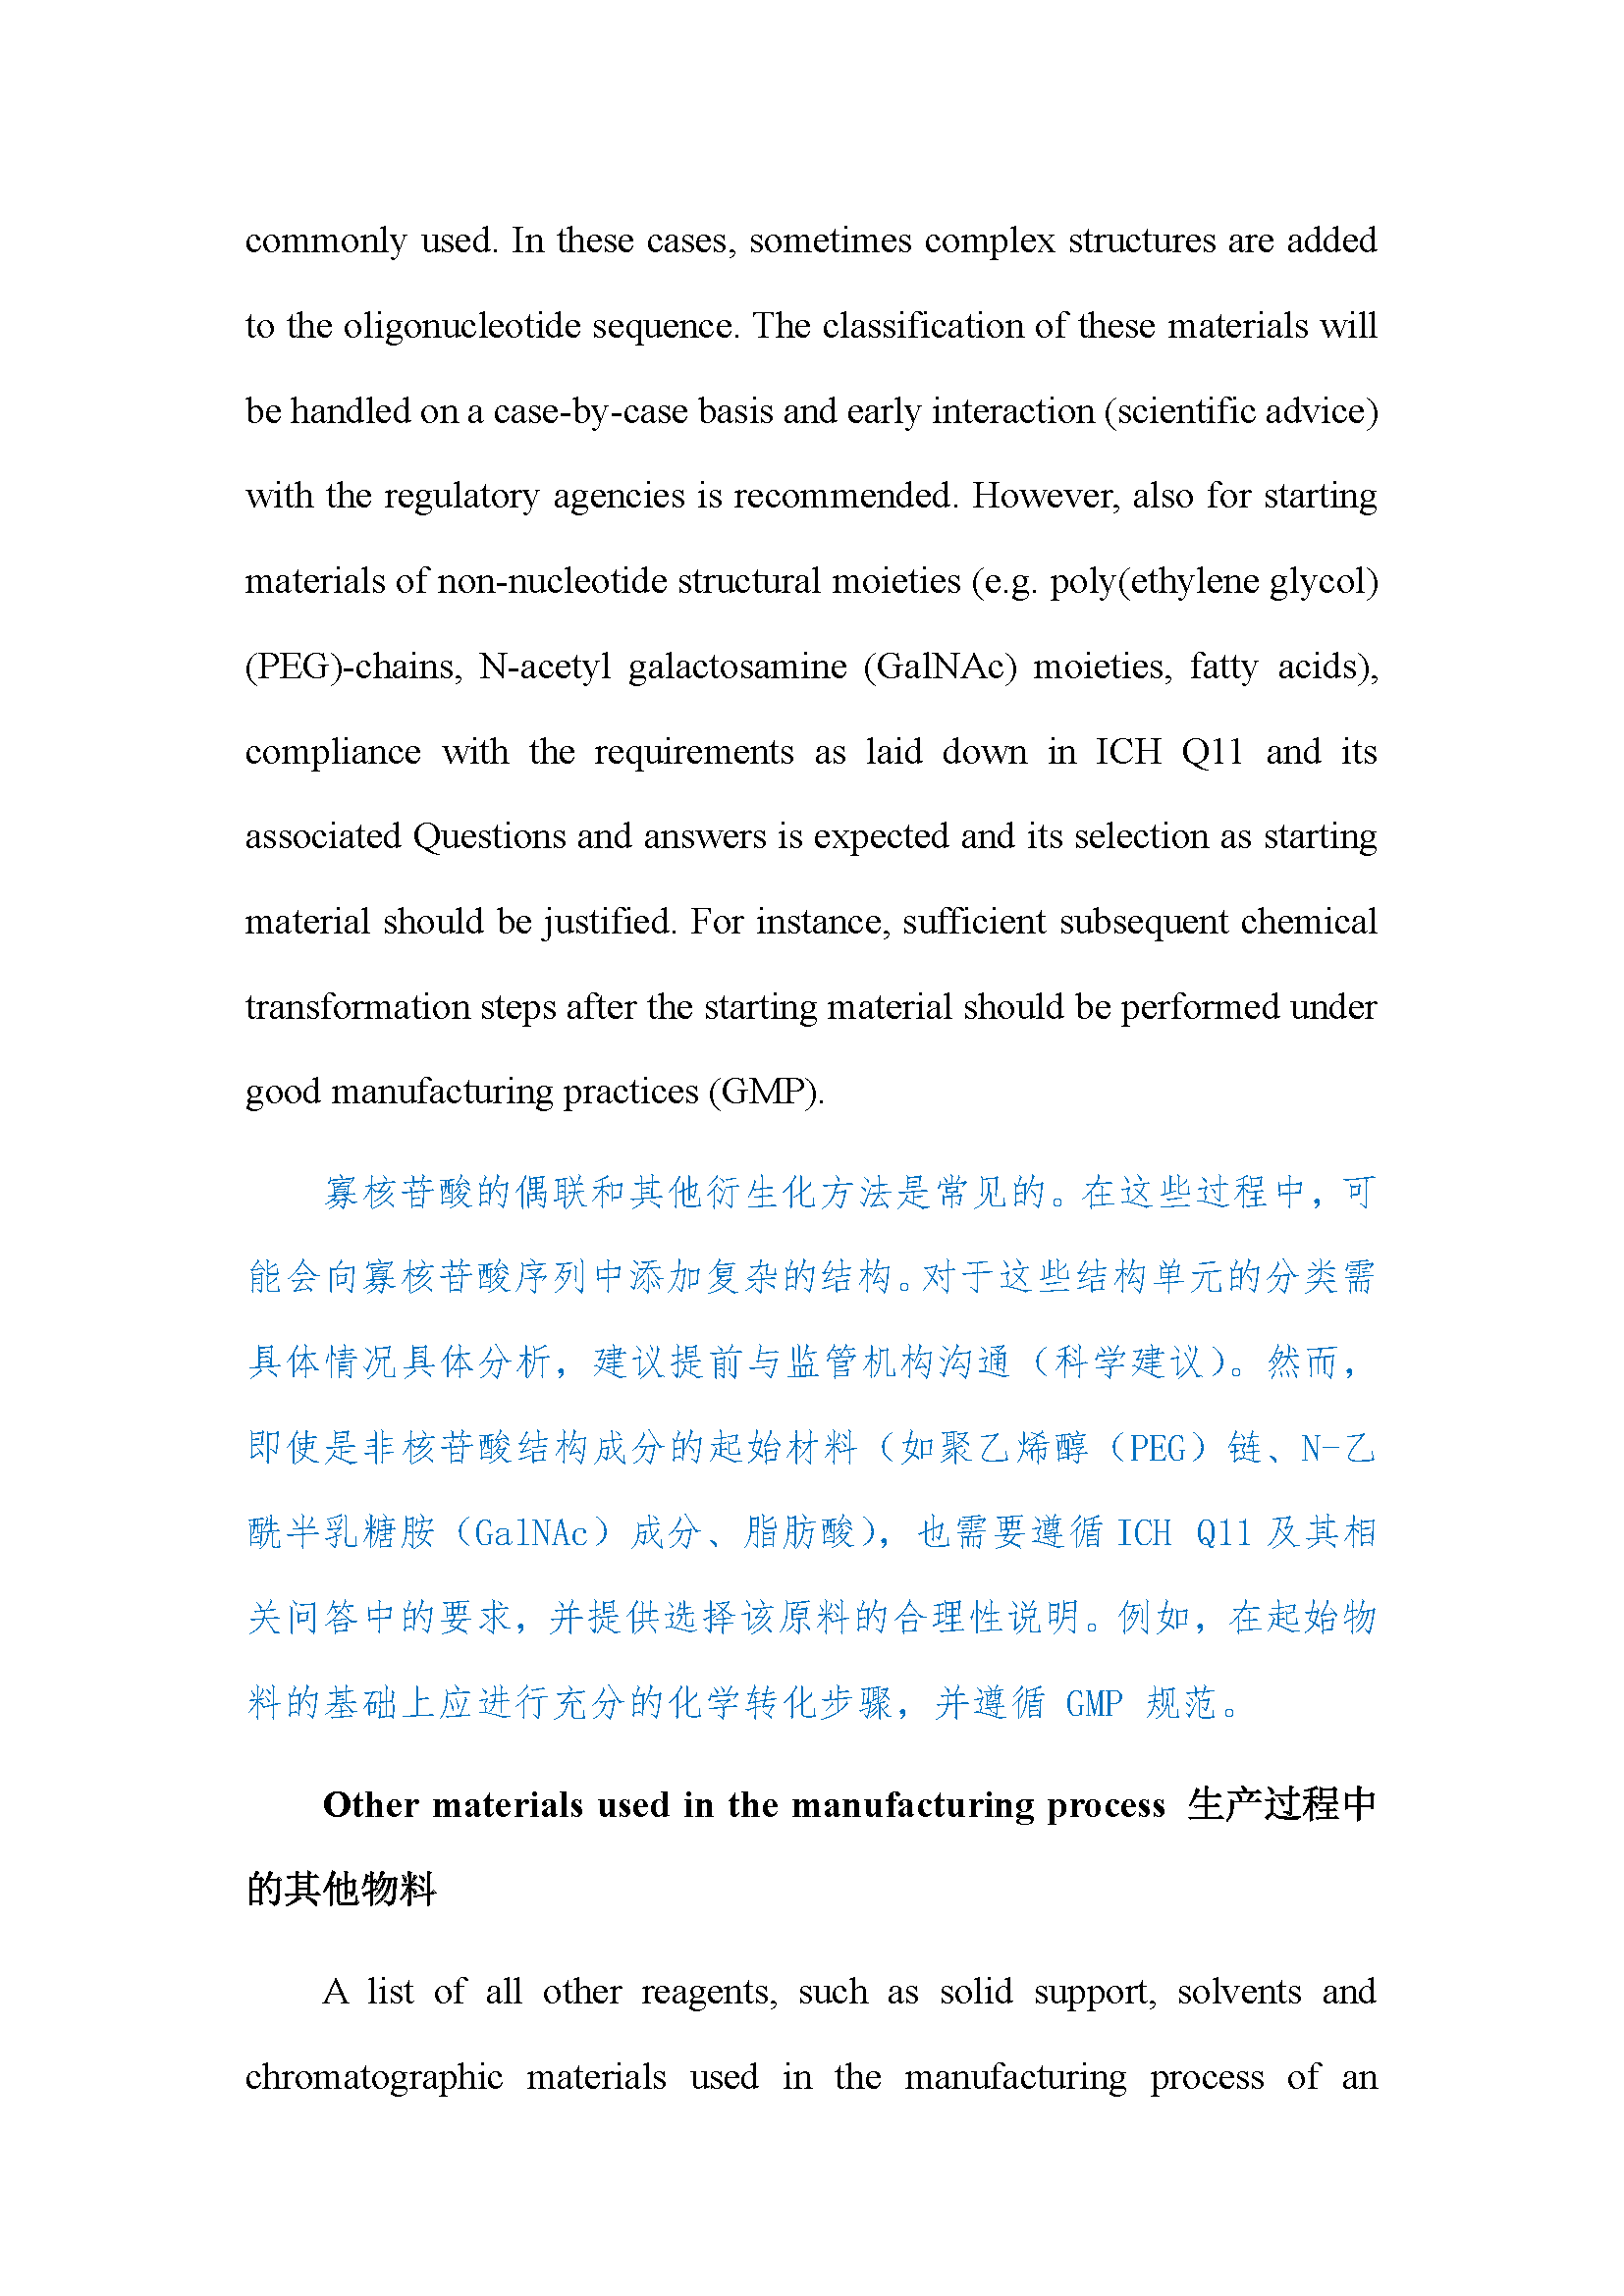 commonly used. In these cases, sometimes complex structures are added
to the oligonucleotide sequence. The classification of these materials will
be handled on a case-by-case basis and early interaction (scientific advice)
with the regulatory agencies is recommended. However, also for starting
materials of non-nucleotide structural moieties (e.g. poly(ethylene glycol)
(PEG)-chains, N-acetyl galactosamine (GalNAc) moieties, fatty acids),
compliance with the requirements as laid down in ICH Q11 and its
associated Questions and answers is expected and its selection as starting
material should be justified. For instance, sufficient subsequent chemical
transformation steps after the starting material should be performed under
good manufacturing practices (GMP).
寡核苷酸的偶联和其他衍生化方法是常见的。在这些过程中，可
能会向寡核苷酸序列中添加复杂的结构。对于这些结构单元的分类需
具体情况具体分析，建议提前与监管机构沟通（科学建议）。然而，
即使是非核苷酸结构成分的起始材料（如聚乙烯醇（PEG）链、N-乙
酰半乳糖胺（GalNAc）成分、脂肪酸），也需要遵循 ICH Q11 及其相
关问答中的要求，并提供选择该原料的合理性说明。例如，在起始物
料的基础上应进行充分的化学转化步骤，并遵循 GMP 规范。
Other materials used in the manufacturing process 生产过程中
的其他物料
A list of all other reagents, such as solid support, solvents and
chromatographic materials used in the manufacturing process of an